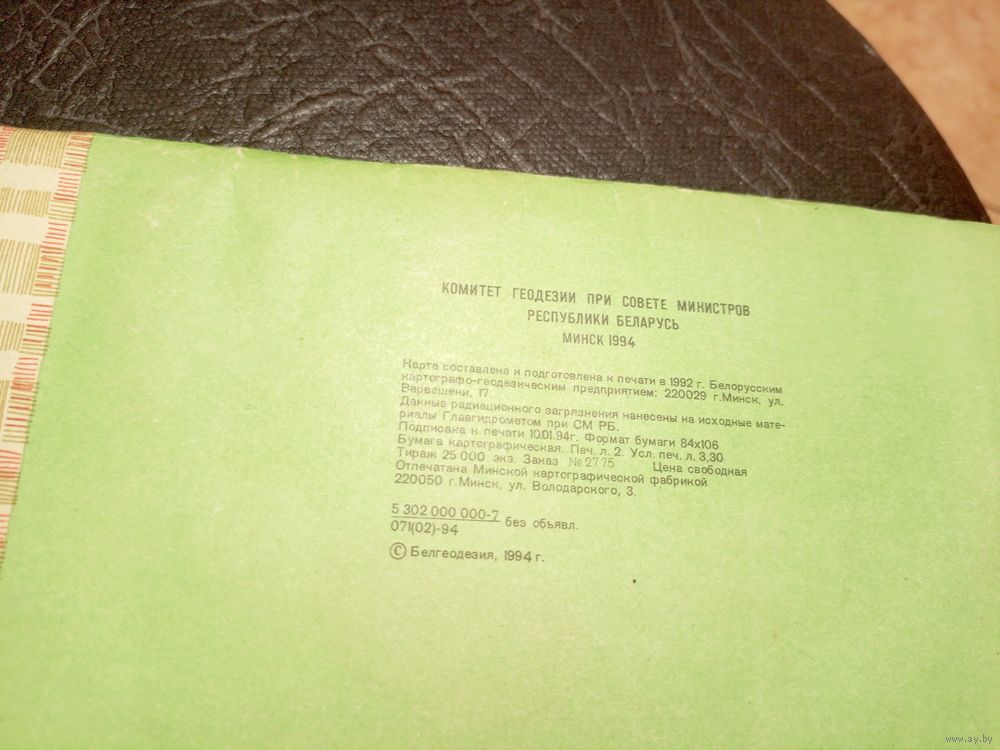 КОМИТЕТ ГЕОДЕЗИИ ПРИ СОВЕТЕ МИНИСТРОВ
РЕСПУБЛИКИ БЕЛАРУСЬ
МИНСК 1994
Карта составлена и подготовлена к печати в 1992 г. Белорусским
картографо-геодезическим предприятием: 220029 г.Минск, ул.
Варвашени, 17.
Данные радиационного загрязнения нанесены на исходные мате-
риалы Главгидрометом при СМ РБ.
Подписана к печати 10.01.94г. Формат бумаги 84х106
Бумага картографическая. Печ. л. 2. Усл. печ. л. 3,30
Тираж 25 000 экз. Заказ №2775 Цена свободная
Отпечатана Минской картографической фабрикой
220050 г.Минск, ул. Володарского, 3.
5 302 000 000-7
071(02)-94 без объявл.
© Белгеодезия, 1994 г.
www.ay.by